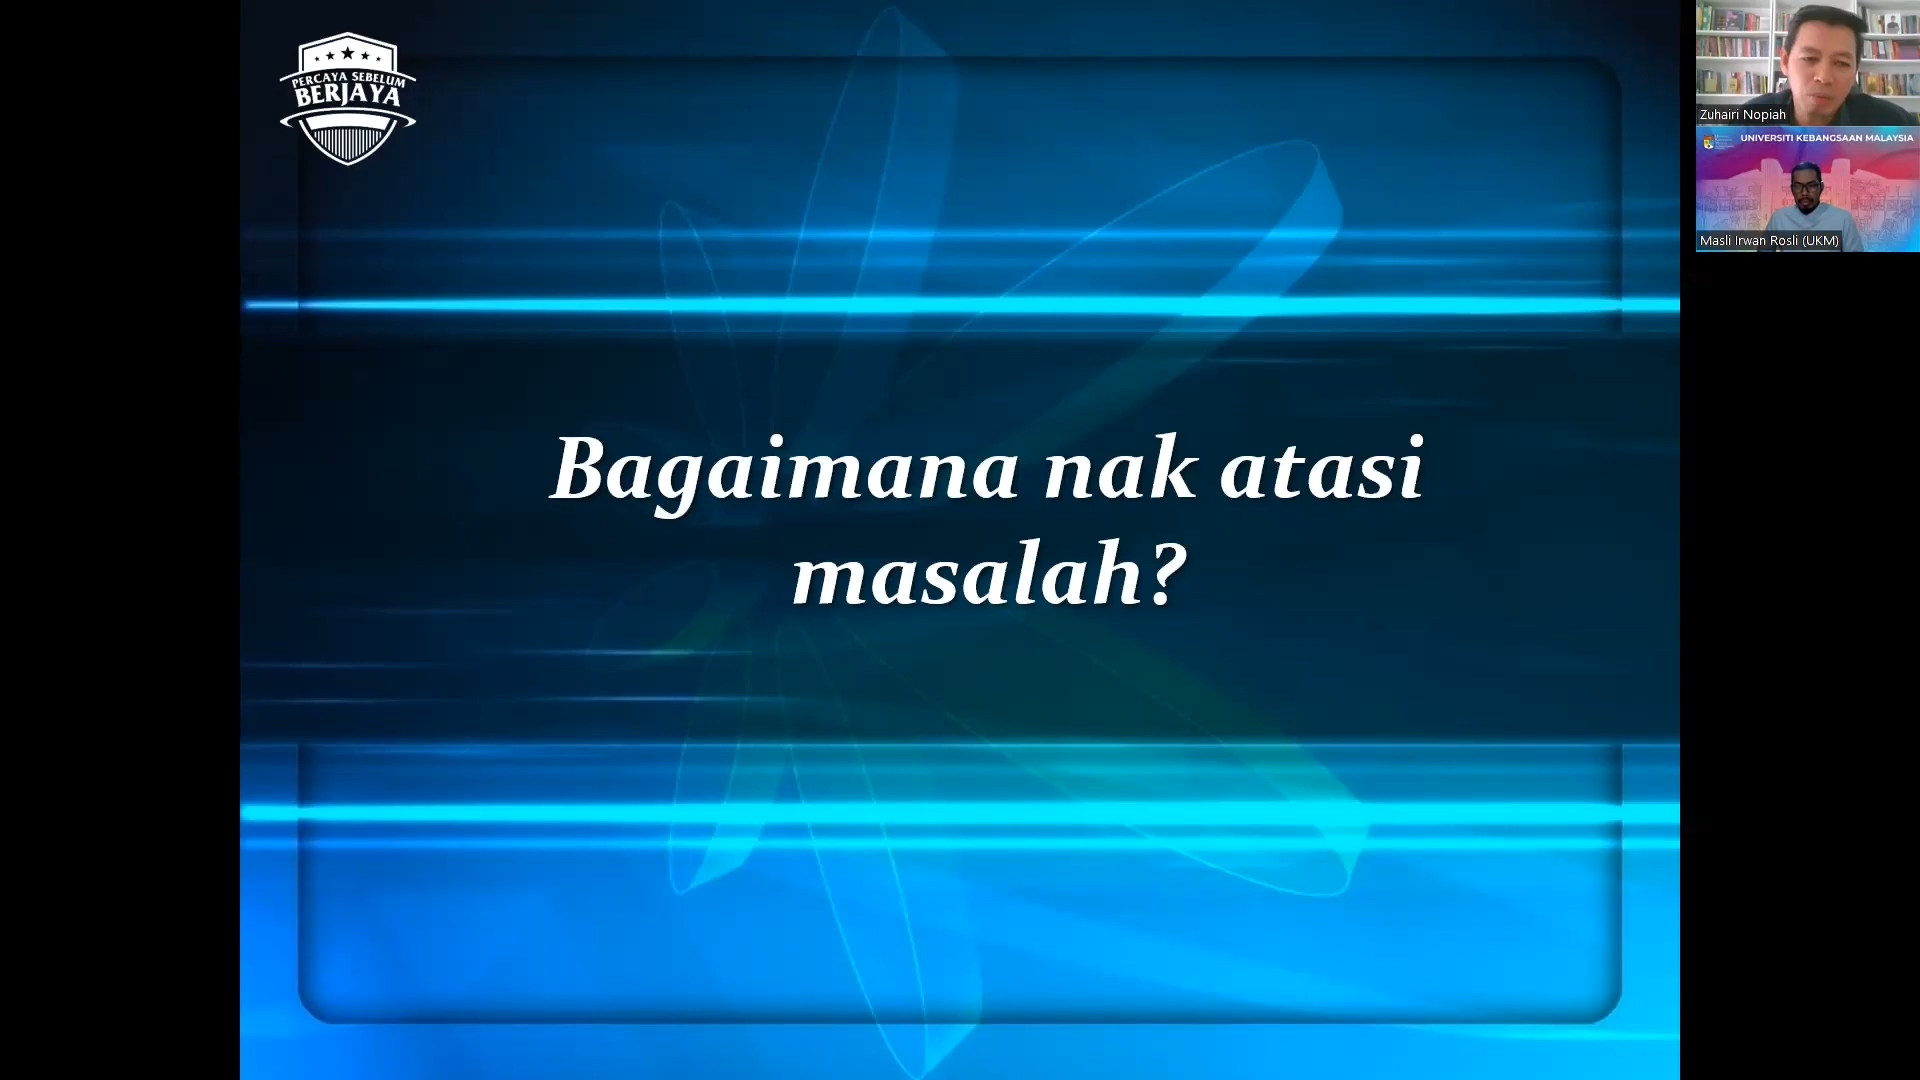 PERCAYA SEBELUM
BERJAYA
Bagaimana nak atasi
masalah?
Zuhairi Nopiah
UNIVERSITI KEBANGSAAN MALAYSIA
Masli Irwan Rosli (UKM)